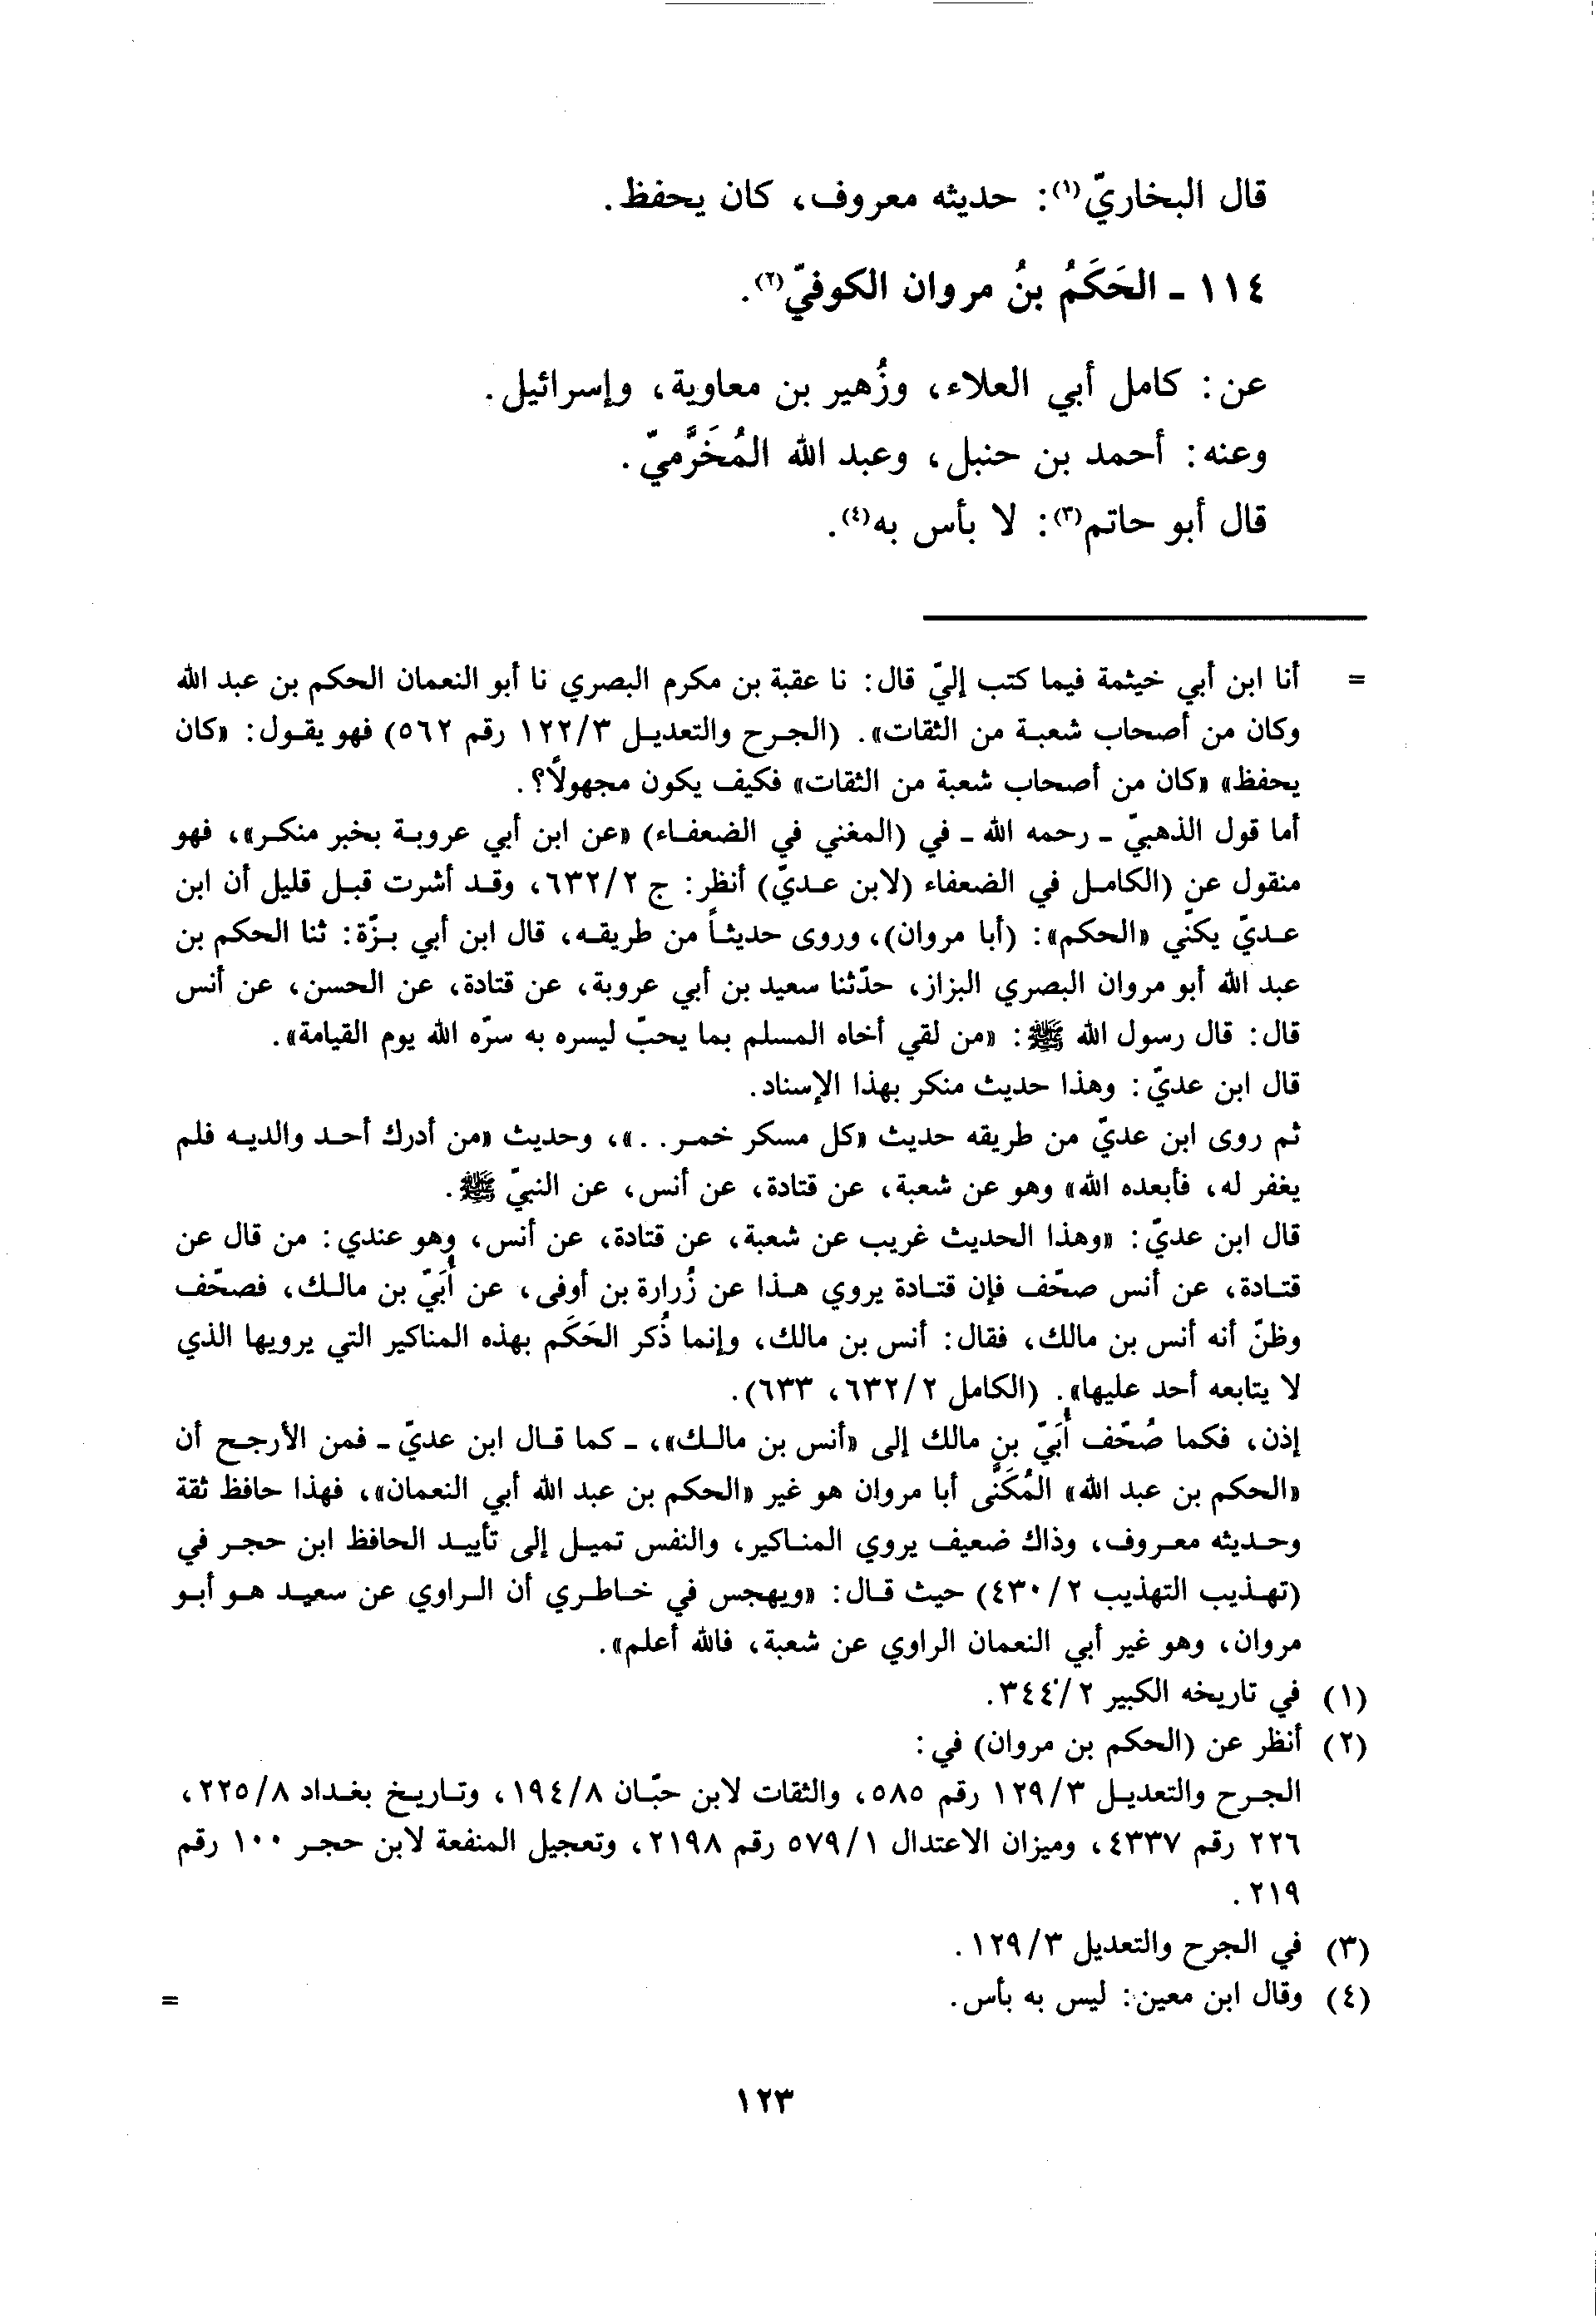 قال البخاريّ(١): حديثه معروف، كان يحفظ.
١١٤ - الحَكَمُ بنُ مروان الكوفيّ(٢).
عن: كامل أبي العلاء، وزُهير بن معاوية، وإسرائيل.
وعنه: أحمد بن حنبل، وعبد الله المُخَرَّميّ.
قال أبو حاتم(٣): لا بأس به(٤).
= أنا ابن أبي خيثمة فيما كتب إليّ قال: نا عقبة بن مكرم البصري نا أبو النعمان الحكم بن عبد الله
وكان من أصحاب شعبة من الثقات». (الجرح والتعديل ١٢٢/٣ رقم ٥٦٢) فهو يقول: «كان
يحفظ» «كان من أصحاب شعبة من الثقات» فكيف يكون مجهولاً؟.
أما قول الذهبيّ - رحمه الله - في (المغني في الضعفاء) «عن ابن أبي عروبة بخبر منكر»، فهو
منقول عن (الكامل في الضعفاء (لابن عديّ) أنظر: ج ٦٣٢/٢، وقد أشرت قبل قليل أن ابن
عديّ يكنّي «الحكم»: (أبا مروان)، وروى حديثاً من طريقه، قال ابن أبي بزّة: ثنا الحكم بن
عبد الله أبو مروان البصري البزاز، حدّثنا سعيد بن أبي عروبة، عن قتادة، عن الحسن، عن أنس
قال: قال رسول الله ﷺ: «من لقي أخاه المسلم بما يحبّ ليسره به سرّه الله يوم القيامة».
قال ابن عديّ: وهذا حديث منكر بهذا الإسناد.
ثم روى ابن عديّ من طريقه حديث «كل مسكر خمر..»، وحديث «من أدرك أحد والديه فلم
يغفر له، فأبعده الله» وهو عن شعبة، عن قتادة، عن أنس، عن النبيّ ﷺ.
قال ابن عديّ: «وهذا الحديث غريب عن شعبة، عن قتادة، عن أنس، وهو عندي: من قال عن
قتادة، عن أنس صحّف فإن قتادة يروي هذا عن زُرارة بن أوفى، عن أُبَيّ بن مالك، فصحّف
وظنّ أنه أنس بن مالك، فقال: أنس بن مالك، وإنما ذُكر الحَكَم بهذه المناكير التي يرويها الذي
لا يتابعه أحد عليها». (الكامل ٦٣٢/٢، ٦٣٣).
إذن، فكما صُحّف أُبَيّ بن مالك إلى «أنس بن مالك»، - كما قال ابن عديّ - فمن الأرجح أن
«الحكم بن عبد الله» المُكَنَّى أبا مروان هو غير «الحكم بن عبد الله أبي النعمان»، فهذا حافظ ثقة
وحديثه معروف، وذاك ضعيف يروي المناكير، والنفس تميل إلى تأييد الحافظ ابن حجر في
(تهذيب التهذيب ٤٣٠/٢) حيث قال: «ويهجس في خاطري أن الراوي عن سعيد هو أبو
مروان، وهو غير أبي النعمان الراوي عن شعبة، فالله أعلم».
(١) في تاريخه الكبير ٣٤٤/٢.
(٢) أنظر عن (الحكم بن مروان) في:
الجرح والتعديل ١٢٩/٣ رقم ٥٨٥، والثقات لابن حبّان ١٩٤/٨، وتاريخ بغداد ٢٢٥/٨،
٢٢٦ رقم ٤٣٣٧، وميزان الاعتدال ٥٧٩/١ رقم ٢١٩٨، وتعجيل المنفعة لابن حجر ١٠٠ رقم
٢١٩.
(٣) في الجرح والتعديل ١٢٩/٣.
(٤) وقال ابن معين: ليس به بأس. =
١٢٣